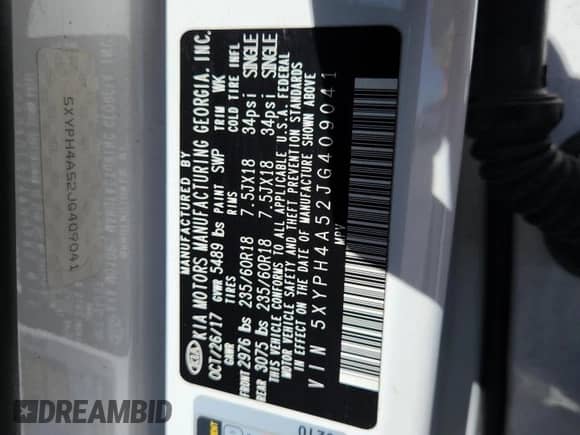 MANUFACTURED BY
KIA KIA MOTORS MANUFACTURING GEORGIA, INC.
OCT/26/17 GVWR 5489 lbs PAINT SWP TRIM WK
GAWR TIRES RIMS COLD TIRE INFL
FRONT 2976 lbs 235/60R18 7.5JX18 34psi SINGLE
REAR 3075 lbs 235/60R18 7.5JX18 34psi SINGLE
THIS VEHICLE CONFORMS TO ALL APPLICABLE U.S.A. FEDERAL
MOTOR VEHICLE SAFETY AND THEFT PREVENTION STANDARDS
IN EFFECT ON THE DATE OF MANUFACTURE SHOWN ABOVE
VIN 5XYPH4A52JG409041
MPV
5XYPH4A52JG409041
DREAMBID